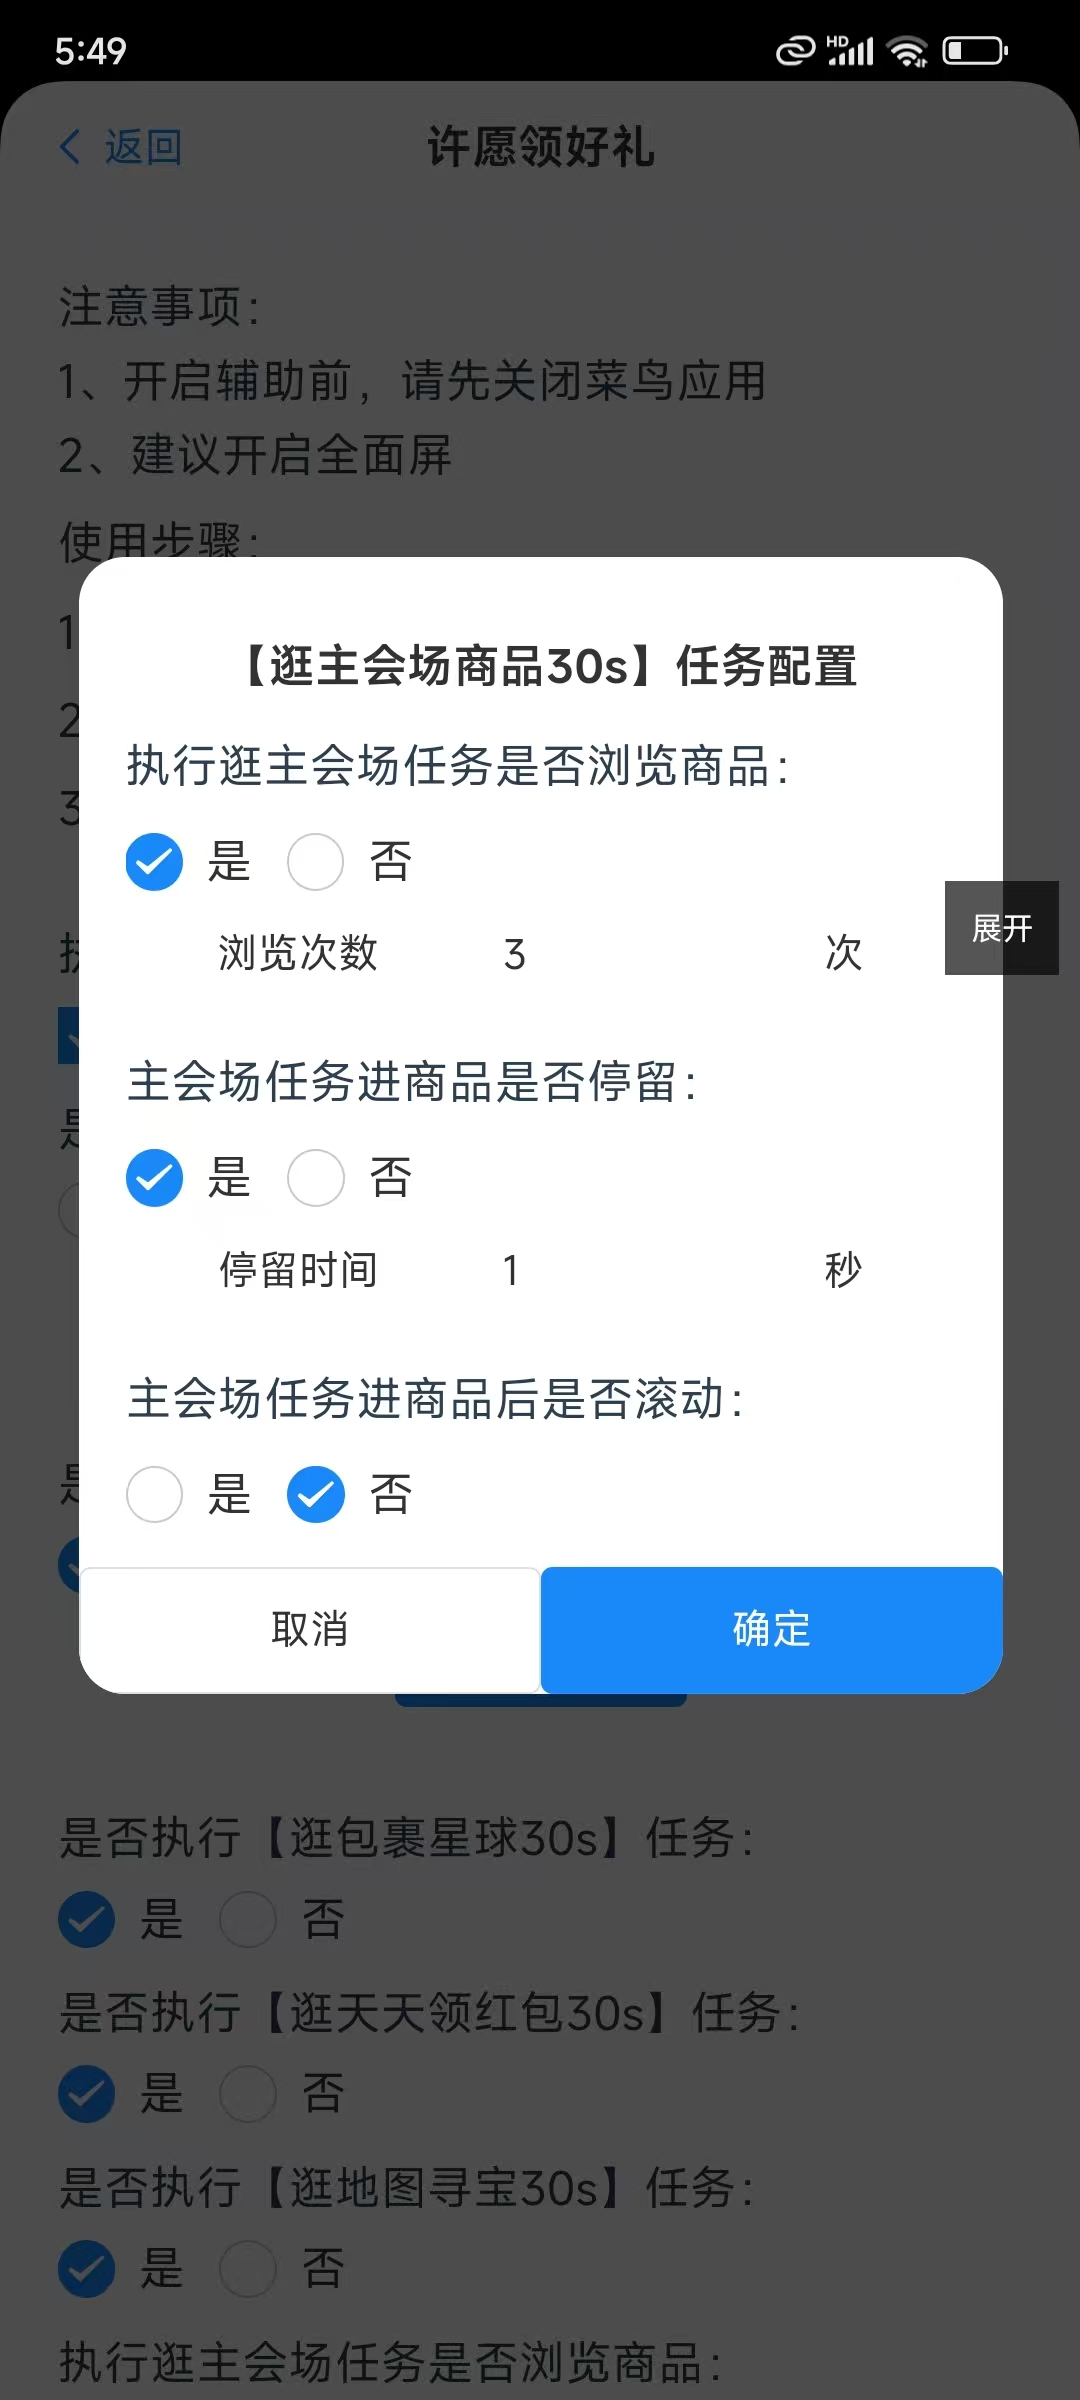 5:49
HD
返回
许愿领好礼
注意事项：
1、开启辅助前，请先关闭菜鸟应用
2、建议开启全面屏
使用步骤：
1
2
3
【逛主会场商品30s】任务配置
执行逛主会场任务是否浏览商品：
是 否
展开
浏览次数 3 次
主会场任务进商品是否停留：
是 否
停留时间 1 秒
主会场任务进商品后是否滚动：
是 否
取消 确定
是否执行【逛包裹星球30s】任务：
是 否
是否执行【逛天天领红包30s】任务：
是 否
是否执行【逛地图寻宝30s】任务：
是 否
执行逛主会场任务是否浏览商品：